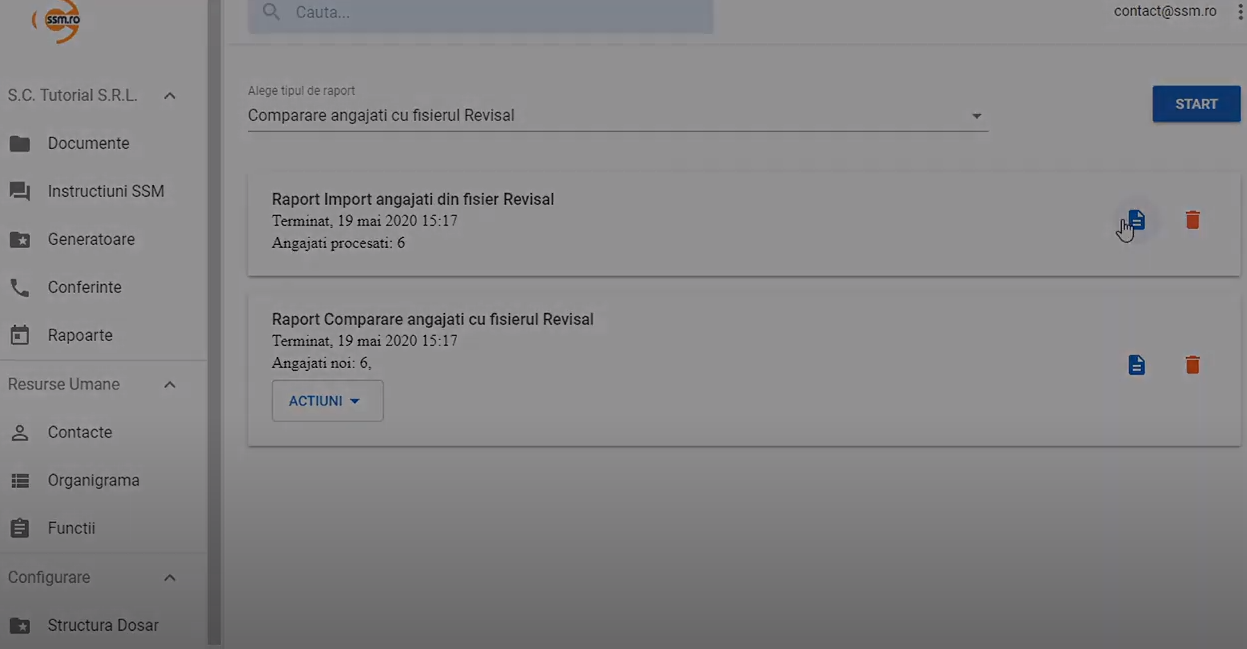 ssm.ro
Cauta...
contact@ssm.ro
S.C. Tutorial S.R.L.
Documente
Instructiuni SSM
Generatoare
Conferinte
Rapoarte
Resurse Umane
Contacte
Organigrama
Functii
Configurare
Structura Dosar
Alege tipul de raport
Comparare angajati cu fisierul Revisal
START
Raport Import angajati din fisier Revisal
Terminat, 19 mai 2020 15:17
Angajati procesati: 6
Raport Comparare angajati cu fisierul Revisal
Terminat, 19 mai 2020 15:17
Angajati noi: 6,
ACTIUNI